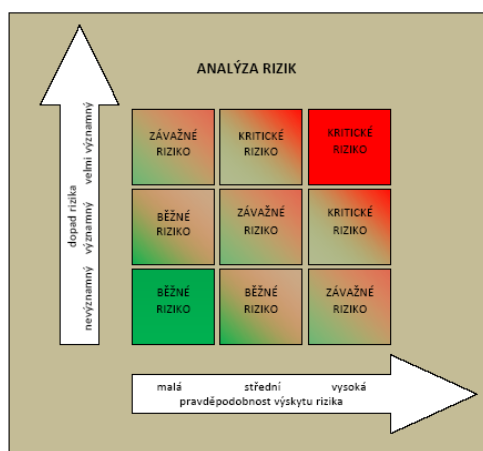 ANALÝZA RIZIK
velmi významný
ZÁVAŽNÉ
RIZIKO
KRITICKÉ
RIZIKO
KRITICKÉ
RIZIKO
dopad rizika
významný
BĚŽNÉ
RIZIKO
ZÁVAŽNÉ
RIZIKO
KRITICKÉ
RIZIKO
nevýznamný
BĚŽNÉ
RIZIKO
BĚŽNÉ
RIZIKO
ZÁVAŽNÉ
RIZIKO
malá střední vysoká
pravděpodobnost výskytu rizika